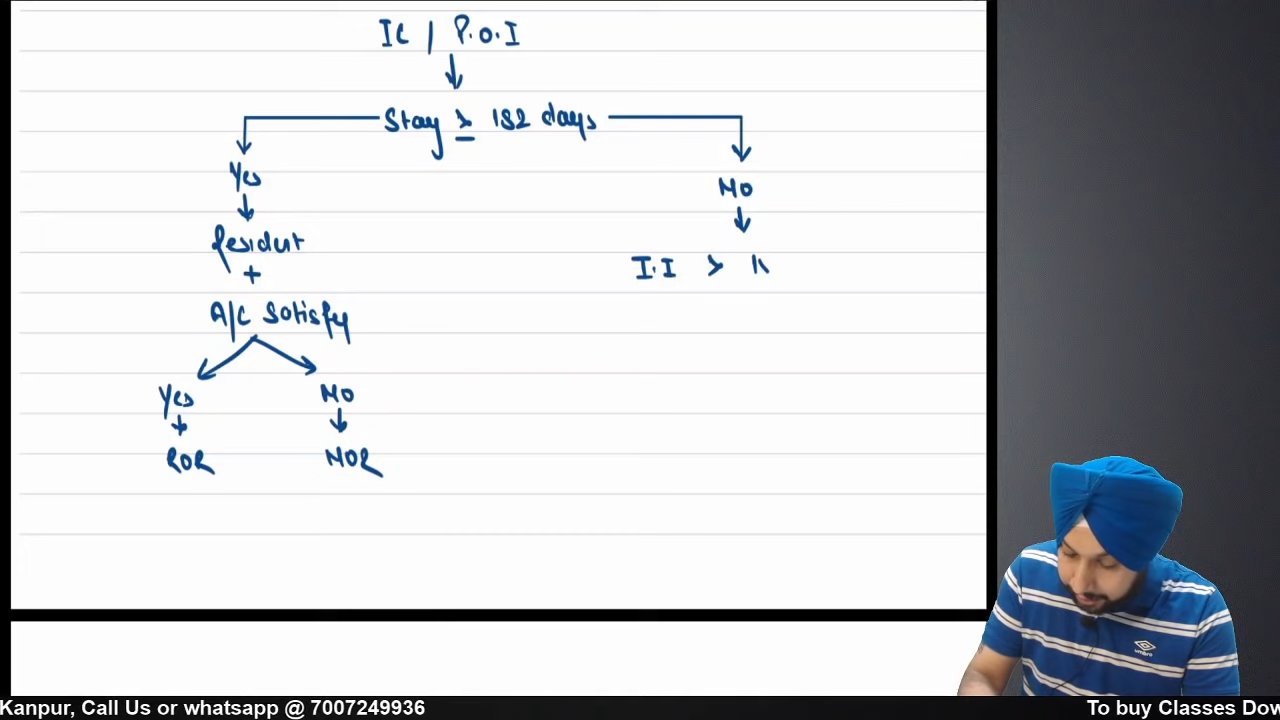 IC | P.O.I
Stay ≥ 182 days
Yes
NO
Resident
I.I >
+
A/C Satisfy
Yes
NO
ROR
NOR
umbro
Kanpur, Call Us or whatsapp @ 7007249936
To buy Classes Dow